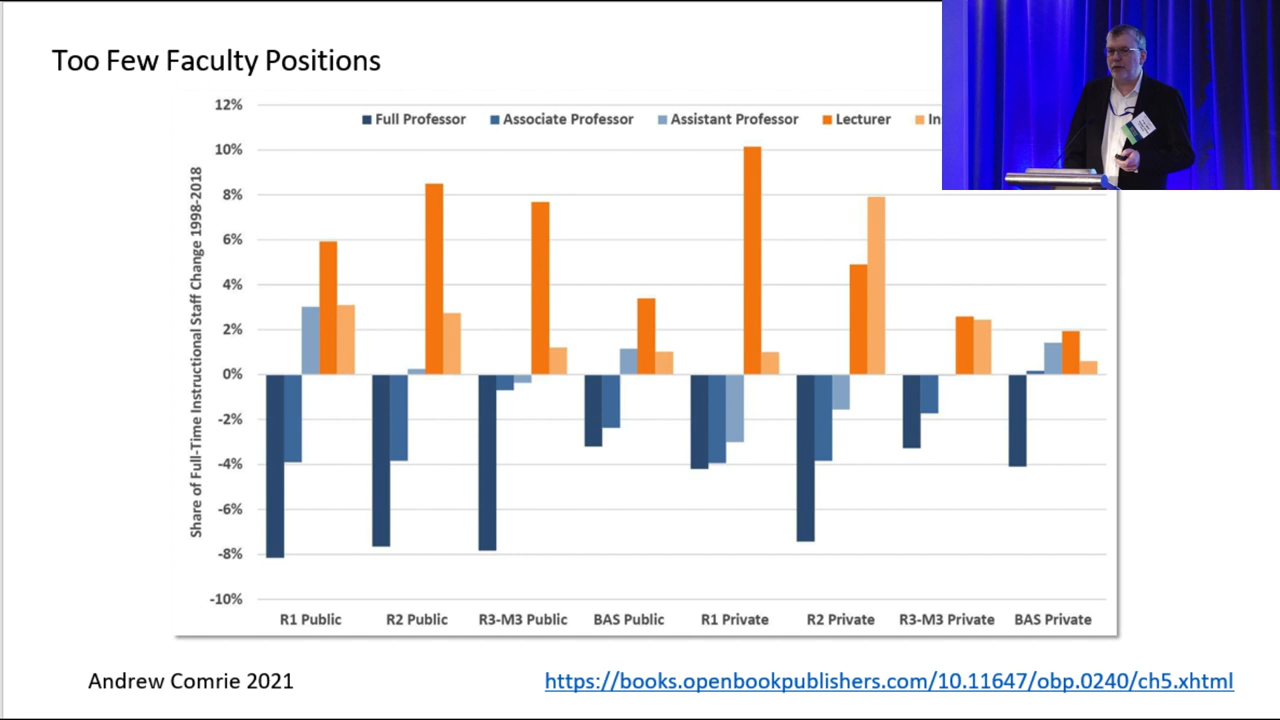 Too Few Faculty Positions
12%
Full Professor Associate Professor Assistant Professor Lecturer
10%
8%
6%
4%
2%
0%
-2%
-4%
-6%
-8%
-10%
Share of Full-Time Instructional Staff Change 1998-2018
R1 Public R2 Public R3-M3 Public BAS Public R1 Private R2 Private R3-M3 Private BAS Private
Andrew Comrie 2021
https://books.openbookpublishers.com/10.11647/obp.0240/ch5.xhtml